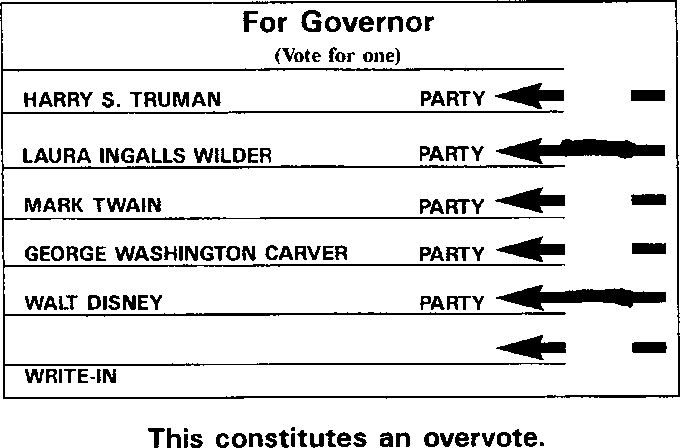 For Governor
(Vote for one)
HARRY S. TRUMAN PARTY
LAURA INGALLS WILDER PARTY
MARK TWAIN PARTY
GEORGE WASHINGTON CARVER PARTY
WALT DISNEY PARTY
WRITE-IN
This constitutes an overvote.